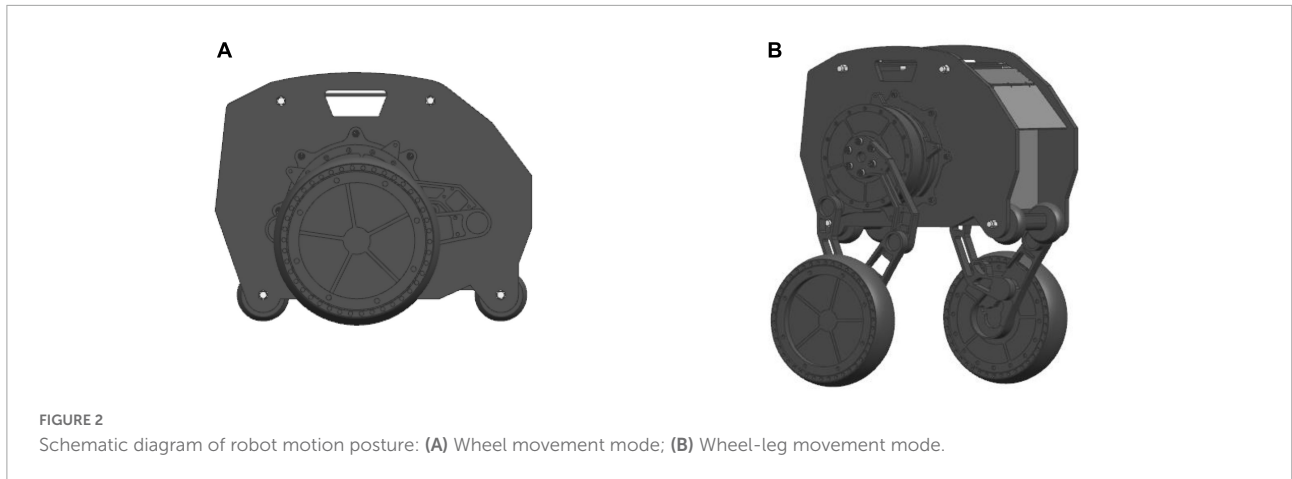 A
B
FIGURE 2
Schematic diagram of robot motion posture: (A) Wheel movement mode; (B) Wheel-leg movement mode.